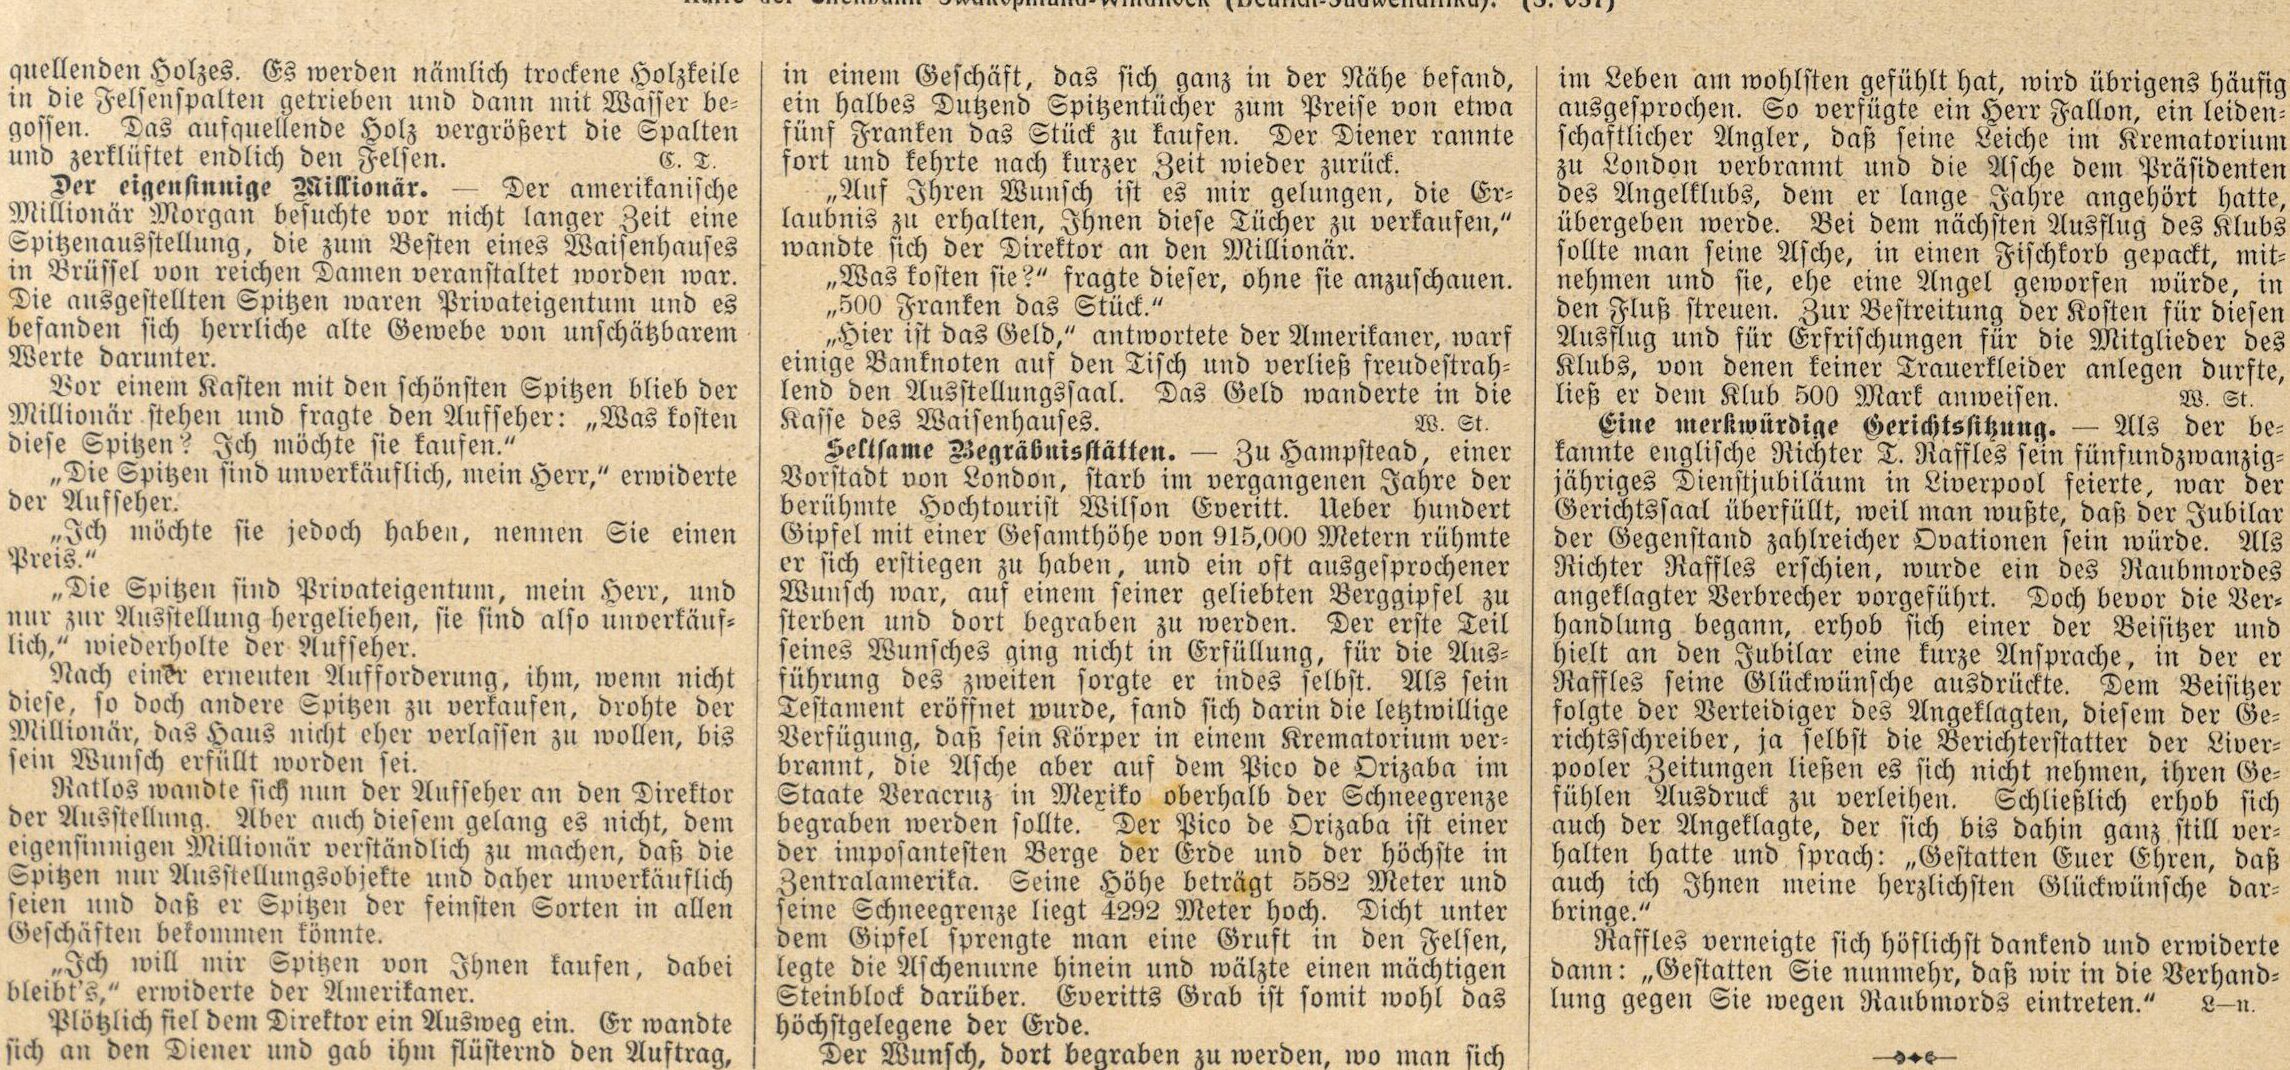 Karte der Eisenbahn Swakopmund-Windhoek (Deutsch-Südwestafrika). (S. 657)
quellenden Holzes. Es werden nämlich trockene Holzkeile
in die Felsenspalten getrieben und dann mit Wasser be-
gossen. Das aufquellende Holz vergrößert die Spalten
und zerklüftet endlich den Felsen. C. T.
Der eigensinnige Millionär. — Der amerikanische
Millionär Morgan besuchte vor nicht langer Zeit eine
Spitzenausstellung, die zum Besten eines Waisenhauses
in Brüssel von reichen Damen veranstaltet worden war.
Die ausgestellten Spitzen waren Privateigentum und es
befanden sich herrliche alte Gewebe von unschätzbarem
Werte darunter.
Vor einem Kasten mit den schönsten Spitzen blieb der
Millionär stehen und fragte den Aufseher: „Was kosten
diese Spitzen? Ich möchte sie kaufen.“
„Die Spitzen sind unverkäuflich, mein Herr,“ erwiderte
der Aufseher.
„Ich möchte sie jedoch haben, nennen Sie einen
Preis.“
„Die Spitzen sind Privateigentum, mein Herr, und
nur zur Ausstellung hergeliehen, sie sind also unverkäuf-
lich,“ wiederholte der Aufseher.
Nach einer erneuten Aufforderung, ihm, wenn nicht
diese, so doch andere Spitzen zu verkaufen, drohte der
Millionär, das Haus nicht eher verlassen zu wollen, bis
sein Wunsch erfüllt worden sei.
Ratlos wandte sich nun der Aufseher an den Direktor
der Ausstellung. Aber auch diesem gelang es nicht, dem
eigensinnigen Millionär verständlich zu machen, daß die
Spitzen nur Ausstellungsobjekte und daher unverkäuflich
seien und daß er Spitzen der feinsten Sorten in allen
Geschäften bekommen könnte.
„Ich will mir Spitzen von Ihnen kaufen, dabei
bleibt's,“ erwiderte der Amerikaner.
Plötzlich fiel dem Direktor ein Ausweg ein. Er wandte
sich an den Diener und gab ihm flüsternd den Auftrag,
in einem Geschäft, das sich ganz in der Nähe befand,
ein halbes Dutzend Spitzentücher zum Preise von etwa
fünf Franken das Stück zu kaufen. Der Diener rannte
fort und kehrte nach kurzer Zeit wieder zurück.
„Auf Ihren Wunsch ist es mir gelungen, die Er-
laubnis zu erhalten, Ihnen diese Tücher zu verkaufen,“
wandte sich der Direktor an den Millionär.
„Was kosten sie?“ fragte dieser, ohne sie anzuschauen.
„500 Franken das Stück.“
„Hier ist das Geld,“ antwortete der Amerikaner, warf
einige Banknoten auf den Tisch und verließ freudestrah-
lend den Ausstellungssaal. Das Geld wanderte in die
Kasse des Waisenhauses. W. St.
Seltsame Begräbnisstätten. — Zu Hampstead, einer
Vorstadt von London, starb im vergangenen Jahre der
berühmte Hochtourist Wilson Everitt. Ueber hundert
Gipfel mit einer Gesamthöhe von 915,000 Metern rühmte
er sich erstiegen zu haben, und ein oft ausgesprochener
Wunsch war, auf einem seiner geliebten Berggipfel zu
sterben und dort begraben zu werden. Der erste Teil
seines Wunsches ging nicht in Erfüllung, für die Aus-
führung des zweiten sorgte er indes selbst. Als sein
Testament eröffnet wurde, fand sich darin die letztwillige
Verfügung, daß sein Körper in einem Krematorium ver-
brannt, die Asche aber auf dem Pico de Orizaba im
Staate Veracruz in Mexiko oberhalb der Schneegrenze
begraben werden sollte. Der Pico de Orizaba ist einer
der imposantesten Berge der Erde und der höchste in
Zentralamerika. Seine Höhe beträgt 5582 Meter und
seine Schneegrenze liegt 4292 Meter hoch. Dicht unter
dem Gipfel sprengte man eine Gruft in den Felsen,
legte die Aschenurne hinein und wälzte einen mächtigen
Steinblock darüber. Everitts Grab ist somit wohl das
höchstgelegene der Erde.
Der Wunsch, dort begraben zu werden, wo man sich
im Leben am wohlsten gefühlt hat, wird übrigens häufig
ausgesprochen. So verfügte ein Herr Fallon, ein leiden-
schaftlicher Angler, daß seine Leiche im Krematorium
zu London verbrannt und die Asche dem Präsidenten
des Angelklubs, dem er lange Jahre angehört hatte,
übergeben werde. Bei dem nächsten Ausflug des Klubs
sollte man seine Asche, in einen Fischkorb gepackt, mit-
nehmen und sie, ehe eine Angel geworfen würde, in
den Fluß streuen. Zur Bestreitung der Kosten für diesen
Ausflug und für Erfrischungen für die Mitglieder des
Klubs, von denen keiner Trauerkleider anlegen durfte,
ließ er dem Klub 500 Mark anweisen. W. St.
Eine merkwürdige Gerichtssitzung. — Als der be-
kannte englische Richter T. Raffles sein fünfundzwanzig-
jähriges Dienstjubiläum in Liverpool feierte, war der
Gerichtssaal überfüllt, weil man wußte, daß der Jubilar
der Gegenstand zahlreicher Ovationen sein würde. Als
Richter Raffles erschien, wurde ein des Raubmordes
angeklagter Verbrecher vorgeführt. Doch bevor die Ver-
handlung begann, erhob sich einer der Beisitzer und
hielt an den Jubilar eine kurze Ansprache, in der er
Raffles seine Glückwünsche ausdrückte. Dem Beisitzer
folgte der Verteidiger des Angeklagten, diesem der Ge-
richtsschreiber, ja selbst die Berichterstatter der Liver-
pooler Zeitungen ließen es sich nicht nehmen, ihren Ge-
fühlen Ausdruck zu verleihen. Schließlich erhob sich
auch der Angeklagte, der sich bis dahin ganz still ver-
halten hatte und sprach: „Gestatten Euer Ehren, daß
auch ich Ihnen meine herzlichsten Glückwünsche dar-
bringe.“
Raffles verneigte sich höflichst dankend und erwiderte
dann: „Gestatten Sie nunmehr, daß wir in die Verhand-
lung gegen Sie wegen Raubmords eintreten.“ L—n.